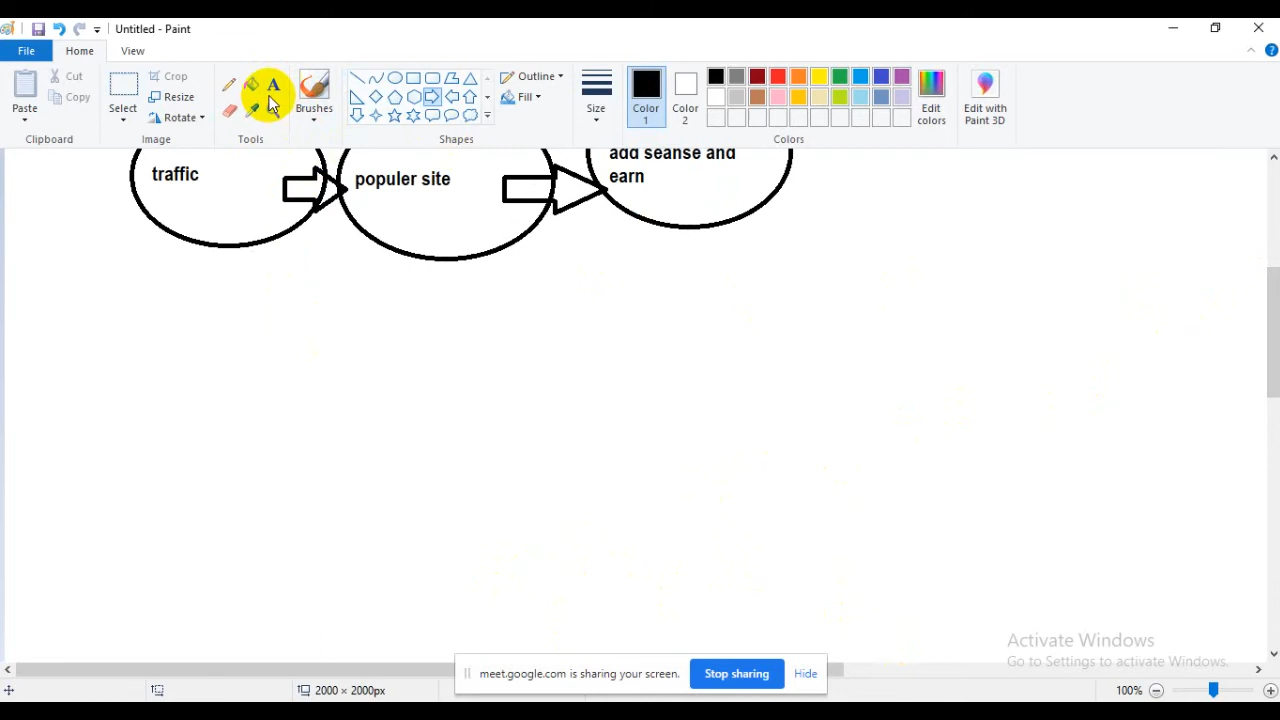 Untitled - Paint
File
Home
View
Paste
Cut
Copy
Clipboard
Select
Crop
Resize
Rotate
Image
A
Tools
Brushes
Outline
Fill
Shapes
Size
Color
1
Color
2
Edit
colors
Edit with
Paint 3D
Colors
traffic
populer site
add seanse and
earn
Activate Windows
Go to Settings to activate Windows.
meet.google.com is sharing your screen.
Stop sharing
Hide
2000 × 2000px
100%